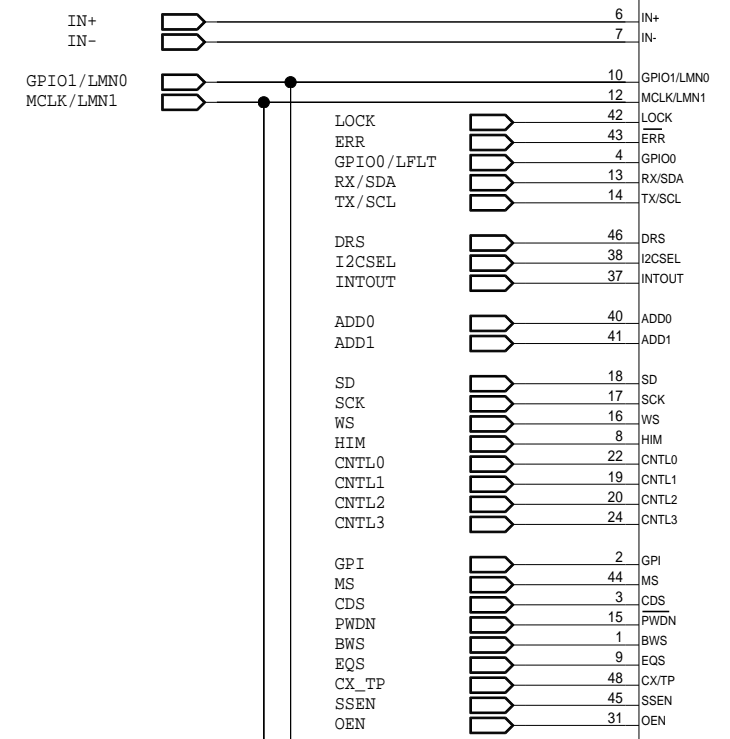 IN+ 6 IN+
IN- 7 IN-
GPIO1/LMN0 10 GPIO1/LMN0
MCLK/LMN1 12 MCLK/LMN1
LOCK 42 LOCK
ERR 43 ERR
GPIO0/LFLT 4 GPIO0
RX/SDA 13 RX/SDA
TX/SCL 14 TX/SCL
DRS 46 DRS
I2CSEL 38 I2CSEL
INTOUT 37 INTOUT
ADD0 40 ADD0
ADD1 41 ADD1
SD 18 SD
SCK 17 SCK
WS 16 WS
HIM 8 HIM
CNTL0 22 CNTL0
CNTL1 19 CNTL1
CNTL2 20 CNTL2
CNTL3 24 CNTL3
GPI 2 GPI
MS 44 MS
CDS 3 CDS
PWDN 15 PWDN
BWS 1 BWS
EQS 9 EQS
CX_TP 48 CX/TP
SSEN 45 SSEN
OEN 31 OEN